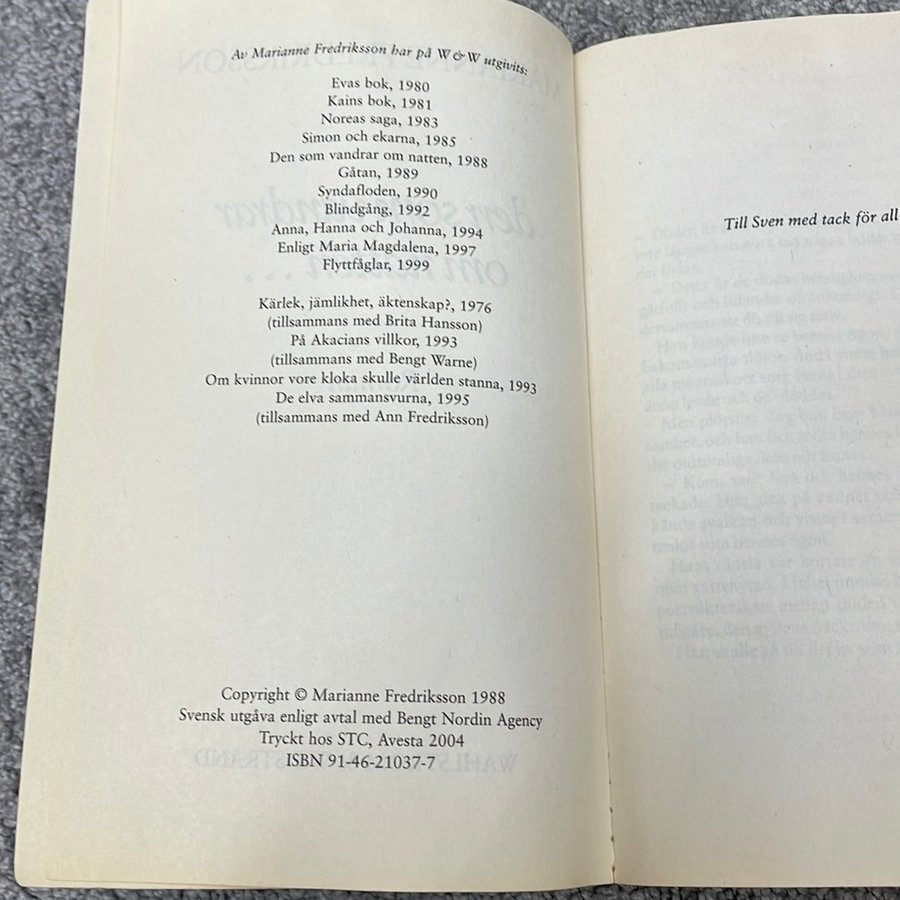 Av Marianne Fredriksson har på W & W utgivits:
Evas bok, 1980
Kains bok, 1981
Noreas saga, 1983
Simon och ekarna, 1985
Den som vandrar om natten, 1988
Gåtan, 1989
Syndafloden, 1990
Blindgång, 1992
Anna, Hanna och Johanna, 1994
Enligt Maria Magdalena, 1997
Flyttfåglar, 1999
Kärlek, jämlikhet, äktenskap?, 1976
(tillsammans med Brita Hansson)
På Akacians villkor, 1993
(tillsammans med Bengt Warne)
Om kvinnor vore kloka skulle världen stanna, 1993
De elva sammansvurna, 1995
(tillsammans med Ann Fredriksson)
Copyright © Marianne Fredriksson 1988
Svensk utgåva enligt avtal med Bengt Nordin Agency
Tryckt hos STC, Avesta 2004
ISBN 91-46-21037-7
Till Sven med tack för all